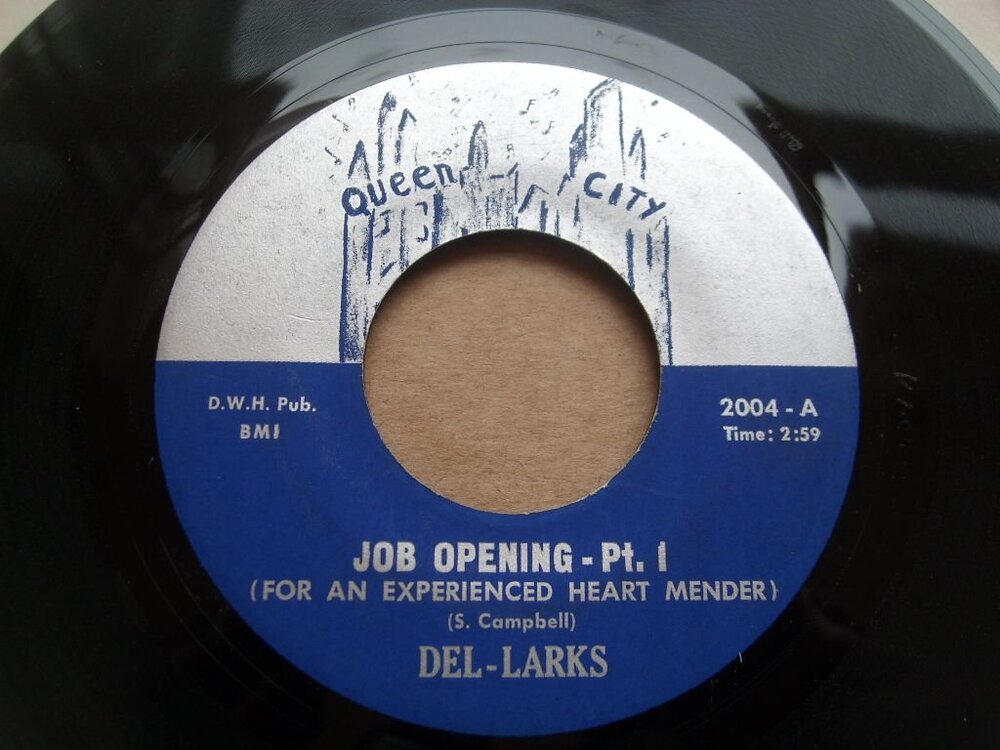 Queen City
D.W.H. Pub.
BMI
2004 - A
Time: 2:59
JOB OPENING - Pt. I
(FOR AN EXPERIENCED HEART MENDER)
(S. Campbell)
DEL-LARKS